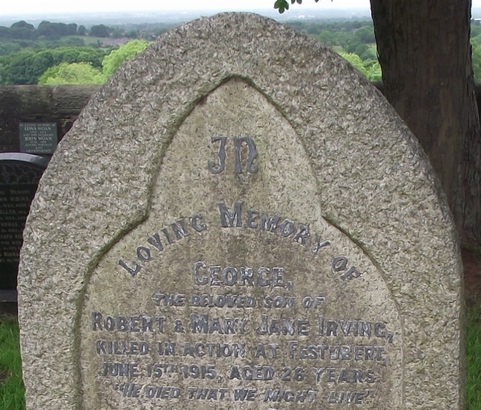 IN
LOVING MEMORY OF
GEORGE,
THE BELOVED SON OF
ROBERT & MARY JANE IRVING,
KILLED IN ACTION AT FESTUBERT,
JUNE 15TH 1915, AGED 26 YEARS.
"HE DIED THAT WE MIGHT LIVE"